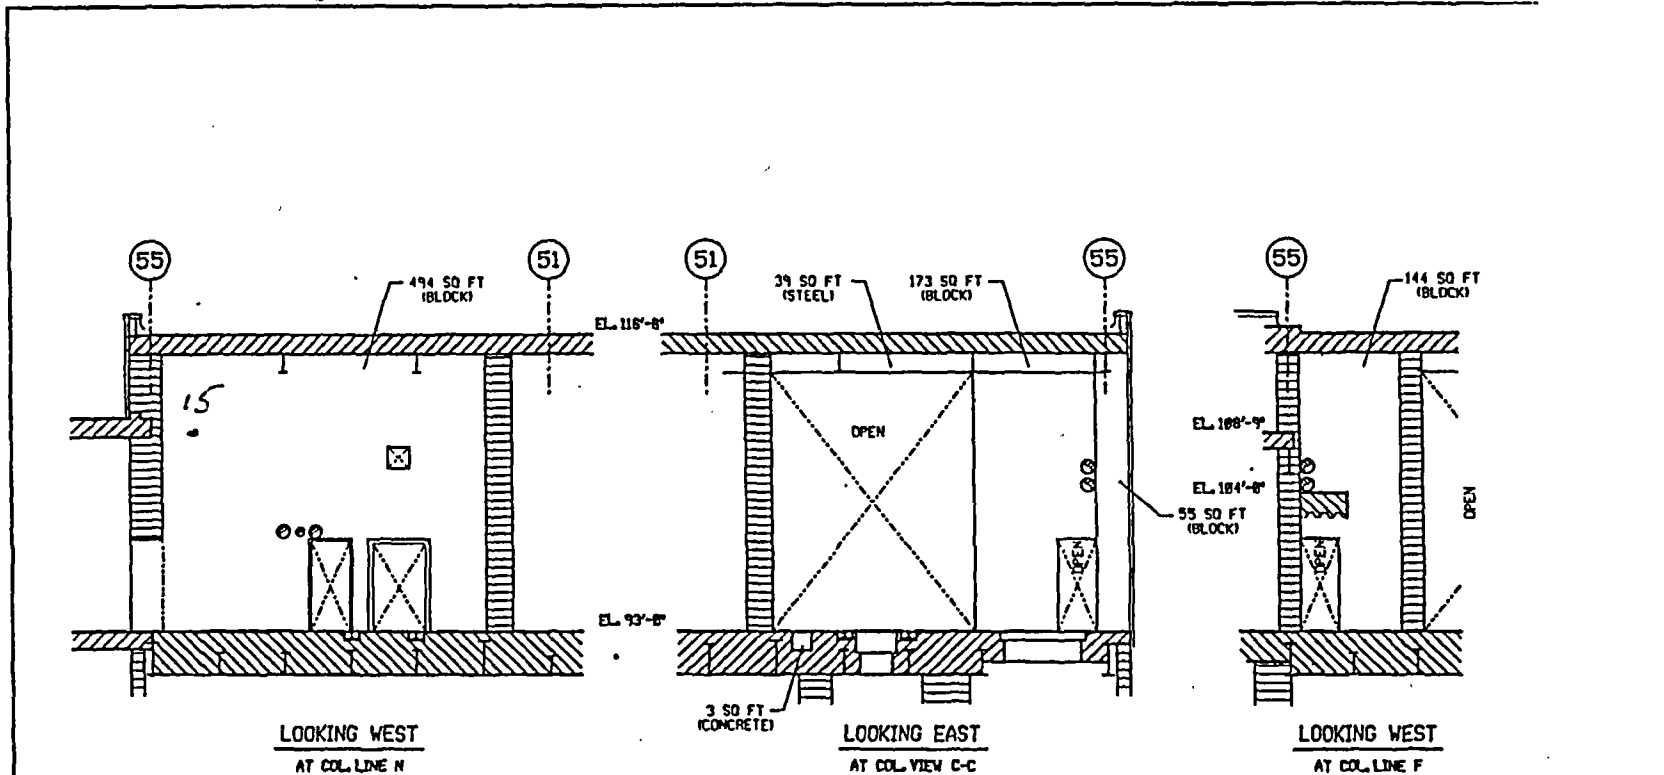 55
51
51
55
55
494 SQ FT
(BLOCK)
39 SQ FT
(STEEL)
173 SQ FT
(BLOCK)
144 SQ FT
(BLOCK)
EL. 116'-8"
15
OPEN
EL. 108'-9"
EL. 104'-0"
55 SQ FT
(BLOCK)
OPEN
OPEN
OPEN
EL. 93'-0"
3 SQ FT
(CONCRETE)
LOOKING WEST
AT COL. LINE N
LOOKING EAST
AT COL. VIEW C-C
LOOKING WEST
AT COL. LINE F